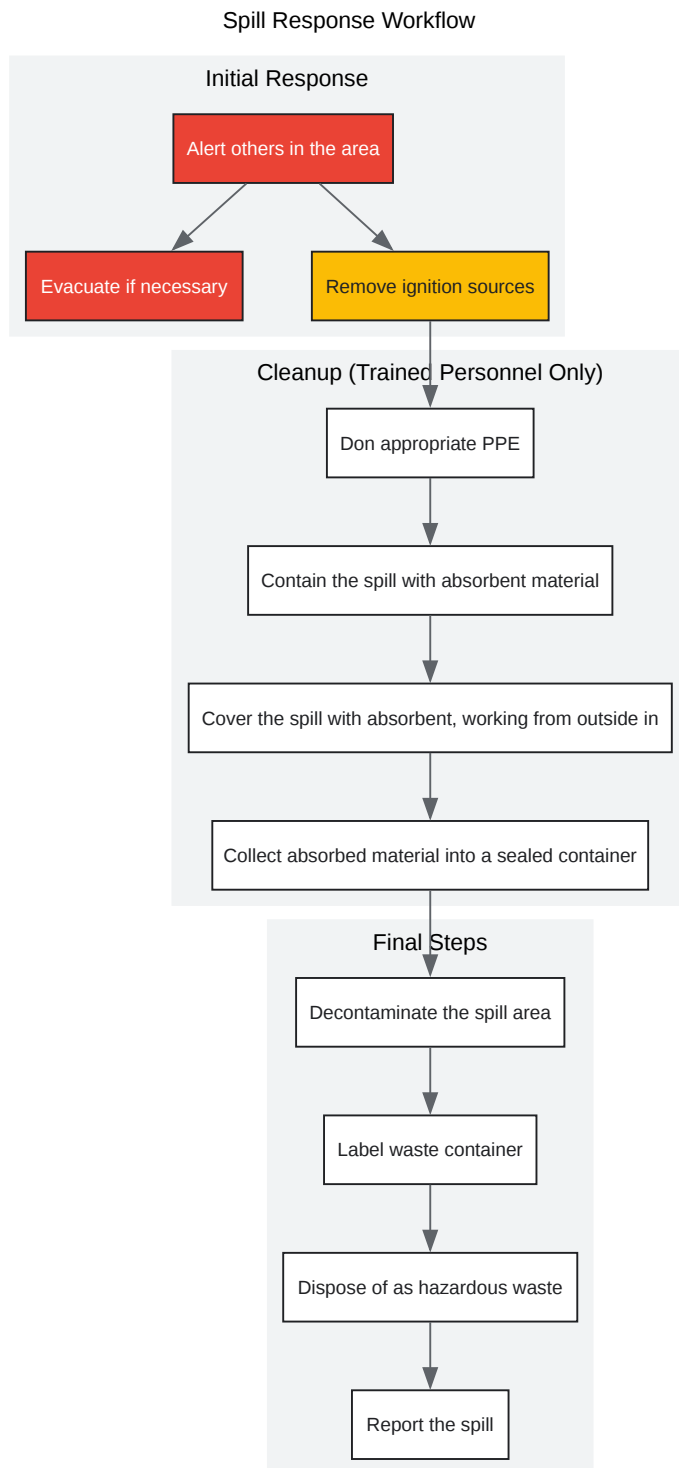 Spill Response Workflow
Initial Response
Alert others in the area
Evacuate if necessary
Remove ignition sources
Cleanup (Trained Personnel Only)
Don appropriate PPE
Contain the spill with absorbent material
Cover the spill with absorbent, working from outside in
Collect absorbed material into a sealed container
Final Steps
Decontaminate the spill area
Label waste container
Dispose of as hazardous waste
Report the spill